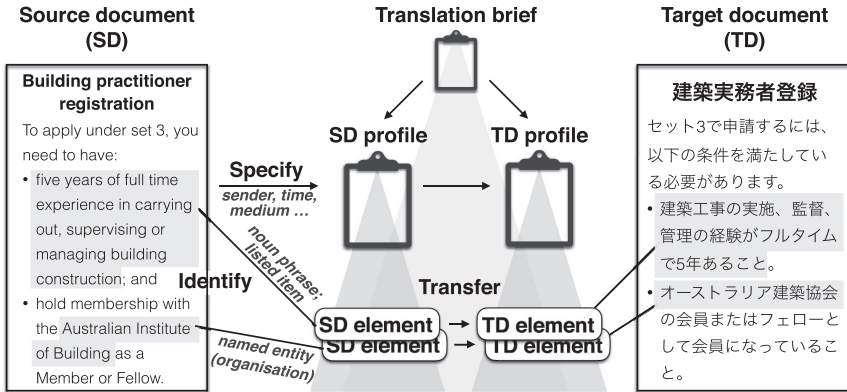 Source document
(SD)
Building practitioner
registration
To apply under set 3, you
need to have:
• five years of full time
experience in carrying
out, supervising or
managing building
construction; and
• hold membership with
the Australian Institute
of Building as a
Member or Fellow.
Translation brief
SD profile
TD profile
Specify
sender, time,
medium ...
noun phrase;
listed item
Identify
Transfer
SD element
TD element
SD element
TD element
named entity
(organisation)
Target document
(TD)
建築実務者登録
セット3で申請するには、
以下の条件を満たしてい
る必要があります。
• 建築工事の実施、監督、
管理の経験がフルタイム
で5年あること。
• オーストラリア建築協会
の会員またはフェローと
して会員になっているこ
と。